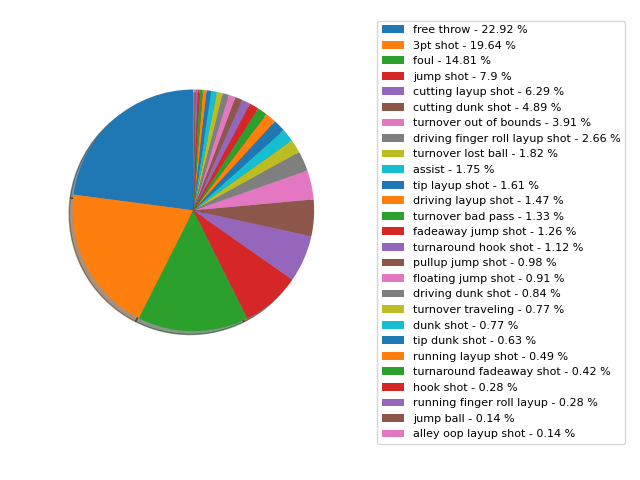 free throw - 22.92 %
3pt shot - 19.64 %
foul - 14.81 %
jump shot - 7.9 %
cutting layup shot - 6.29 %
cutting dunk shot - 4.89 %
turnover out of bounds - 3.91 %
driving finger roll layup shot - 2.66 %
turnover lost ball - 1.82 %
assist - 1.75 %
tip layup shot - 1.61 %
driving layup shot - 1.47 %
turnover bad pass - 1.33 %
fadeaway jump shot - 1.26 %
turnaround hook shot - 1.12 %
pullup jump shot - 0.98 %
floating jump shot - 0.91 %
driving dunk shot - 0.84 %
turnover traveling - 0.77 %
dunk shot - 0.77 %
tip dunk shot - 0.63 %
running layup shot - 0.49 %
turnaround fadeaway shot - 0.42 %
hook shot - 0.28 %
running finger roll layup - 0.28 %
jump ball - 0.14 %
alley oop layup shot - 0.14 %